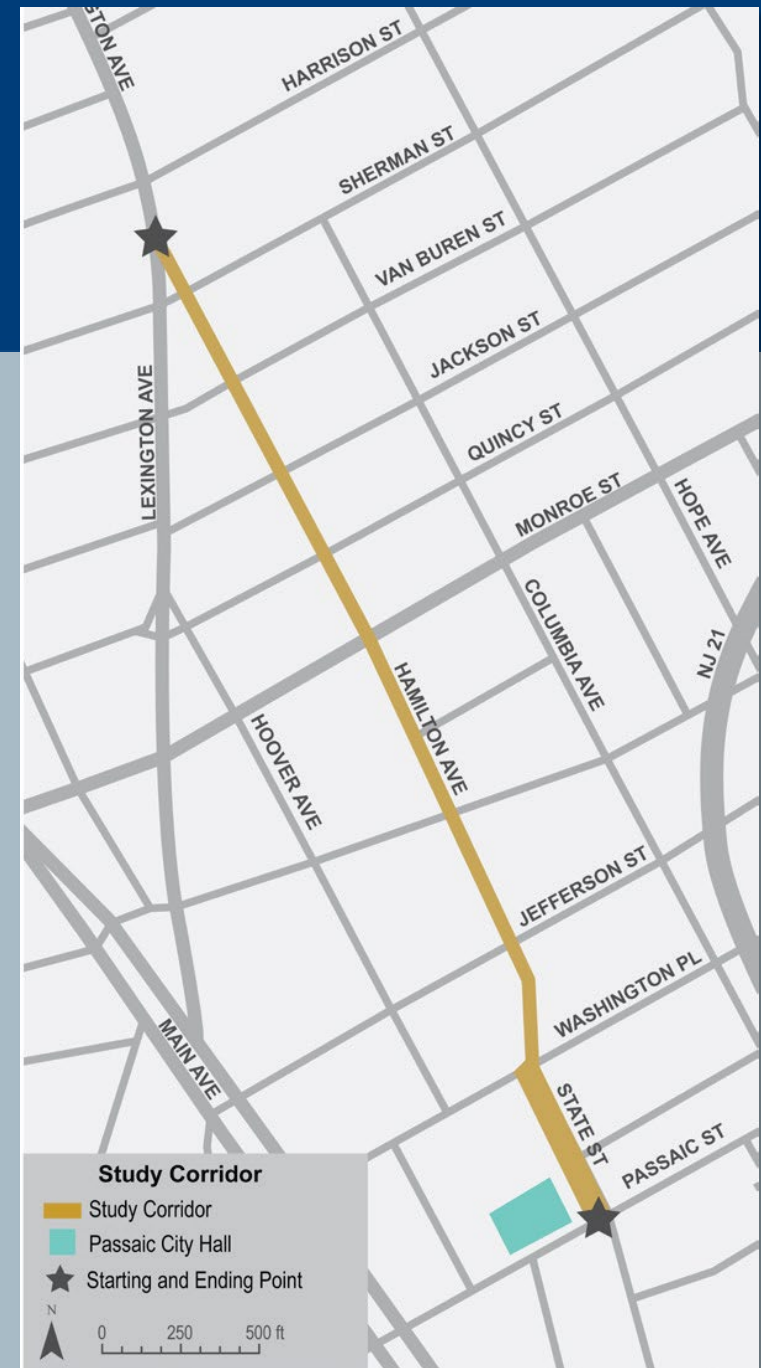 GTON AVE
HARRISON ST
SHERMAN ST
VAN BUREN ST
JACKSON ST
LEXINGTON AVE
QUINCY ST
MONROE ST
HOPE AVE
COLUMBIA AVE
NJ 21
HAMILTON AVE
HOOVER AVE
JEFFERSON ST
WASHINGTON PL
MAIN AVE
STATE ST
PASSAIC ST
Study Corridor
Study Corridor
Passaic City Hall
Starting and Ending Point
N
0 250 500 ft